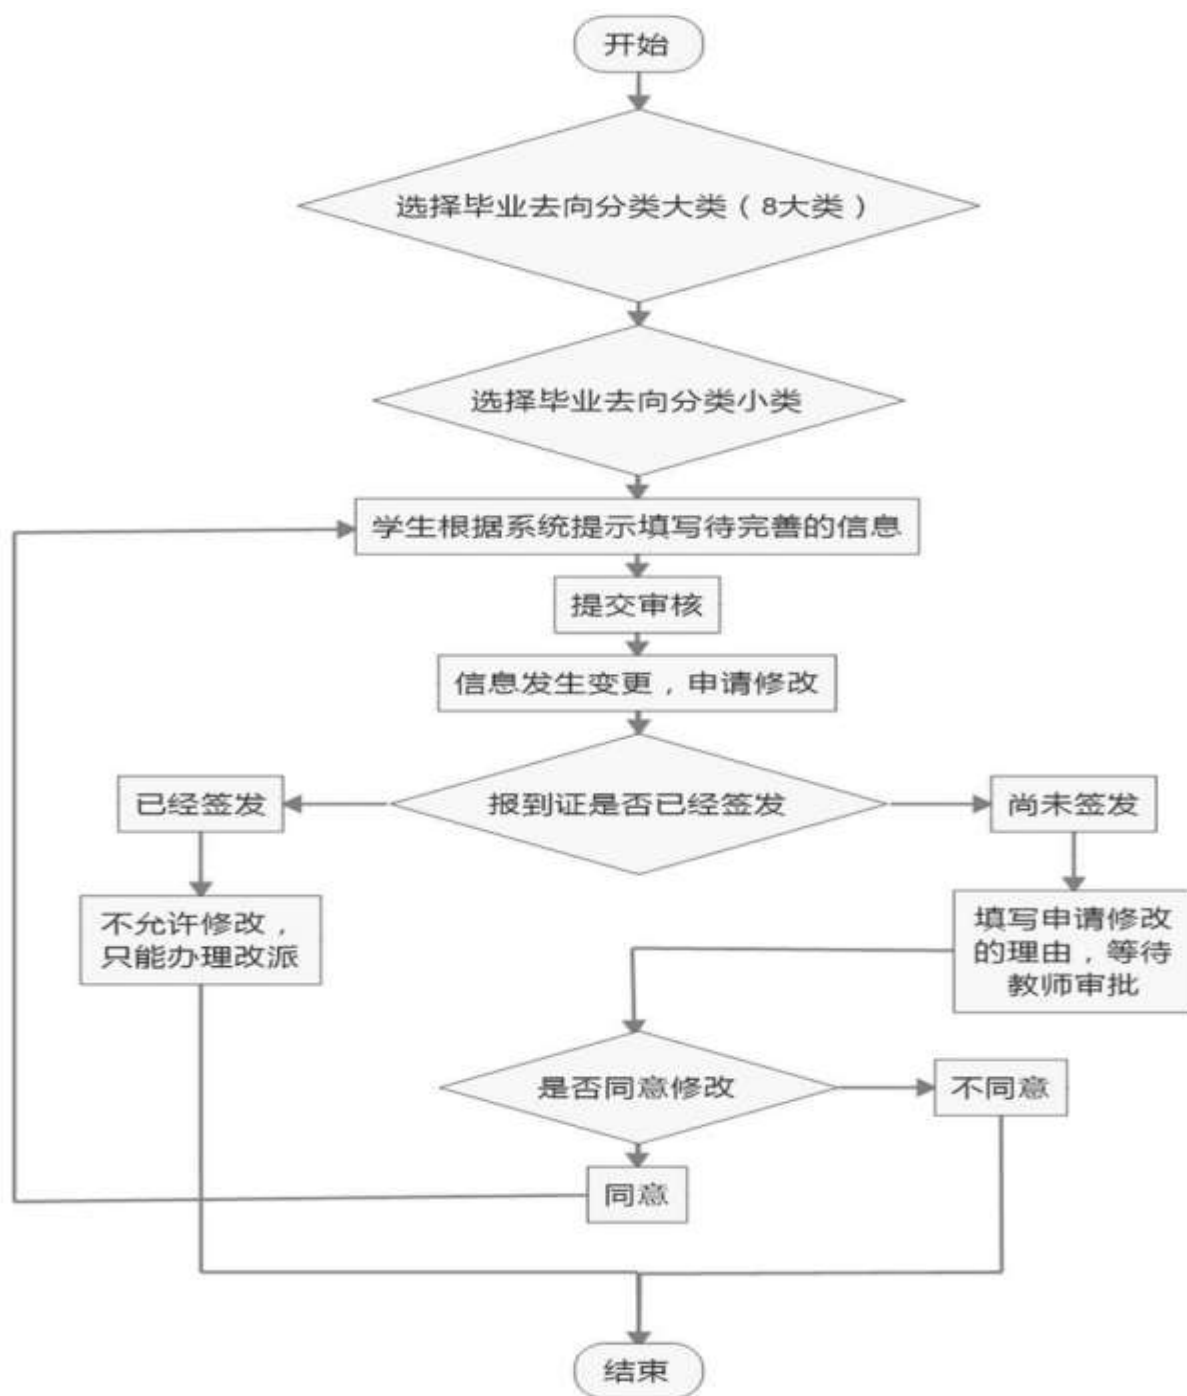 开始
选择毕业去向分类大类（8大类）
选择毕业去向分类小类
学生根据系统提示填写待完善的信息
提交审核
信息发生变更，申请修改
已经签发
报到证是否已经签发
尚未签发
不允许修改，
只能办理改派
填写申请修改
的理由，等待
教师审批
是否同意修改
不同意
同意
结束